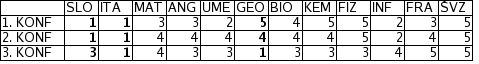 SLO ITA MAT ANG UME GEO BIO KEM FIZ INF FRA ŠVZ
1. KONF 1 1 3 3 2 5 4 5 5 2 3 5
2. KONF 1 1 4 4 4 4 4 4 5 2 4 5
3. KONF 3 1 4 3 3 1 3 3 3 4 5 5